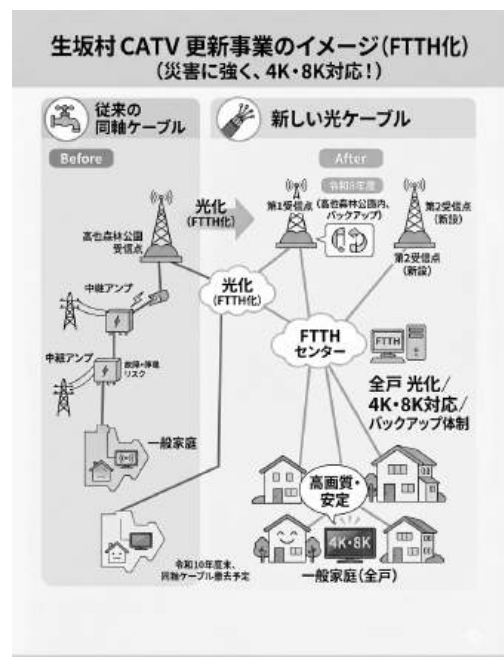 生坂村 CATV 更新事業のイメージ(FTTH化)
(災害に強く、4K・8K対応!)
従来の
同軸ケーブル
新しい光ケーブル
Before
After
光化
(FTTH化)
令和8年度
第1受信点
(高也森林公園内、
バックアップ)
第2受信点
(新設)
高也森林公園
受信点
第2受信点
(新設)
中継アンプ
光化
(FTTH化)
FTTH
センター
FTTH
中継アンプ
故障・停電
リスク
全戸 光化/
4K・8K対応/
バックアップ体制
一般家庭
高画質・
安定
4K・8K
令和10年度末、
同軸ケーブル撤去予定
一般家庭(全戸)